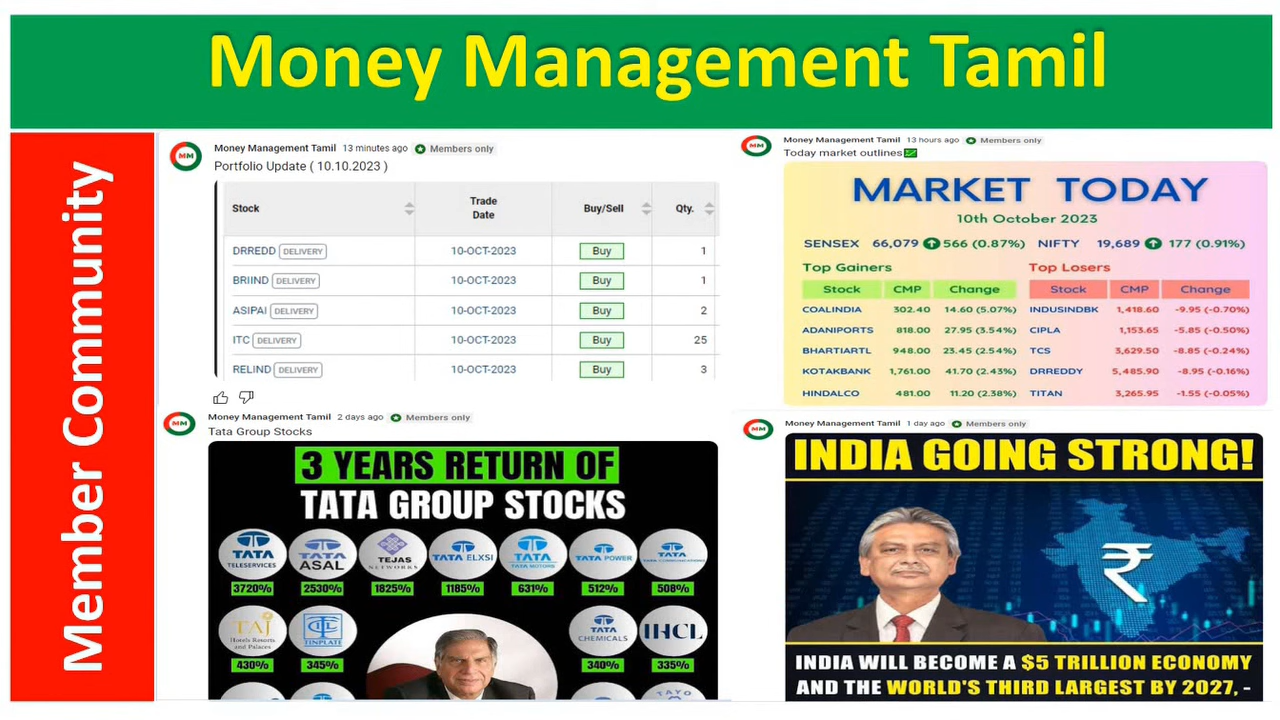 Money Management Tamil
Member Community
MM
Money Management Tamil 13 minutes ago Members only
Portfolio Update ( 10.10.2023 )
Stock Trade Date Buy/Sell Qty.
DRREDD DELIVERY 10-OCT-2023 Buy 1
BRIIND DELIVERY 10-OCT-2023 Buy 1
ASIPAI DELIVERY 10-OCT-2023 Buy 2
ITC DELIVERY 10-OCT-2023 Buy 25
RELIND DELIVERY 10-OCT-2023 Buy 3
MM
Money Management Tamil 13 hours ago Members only
Today market outlines
MARKET TODAY
10th October 2023
SENSEX 66,079 566 (0.87%) NIFTY 19,689 177 (0.91%)
Top Gainers Top Losers
Stock CMP Change Stock CMP Change
COALINDIA 302.40 14.60 (5.07%) INDUSINDBK 1,418.60 -9.95 (-0.70%)
ADANIPORTS 818.00 27.95 (3.54%) CIPLA 1,153.65 -5.85 (-0.50%)
BHARTIARTL 948.00 23.45 (2.54%) TCS 3,629.50 -8.85 (-0.24%)
KOTAKBANK 1,761.00 41.70 (2.43%) DRREDDY 5,485.90 -8.95 (-0.16%)
HINDALCO 481.00 11.20 (2.38%) TITAN 3,265.95 -1.55 (-0.05%)
MM
Money Management Tamil 2 days ago Members only
Tata Group Stocks
3 YEARS RETURN OF
TATA GROUP STOCKS
TATA TELESERVICES TATA ASAL TEJAS NETWORKS TATA ELXSI TATA TATA MOTORS TATA POWER TATA COMMUNICATIONS
3720% 2530% 1825% 1185% 631% 512% 508%
TAJ Hotels Resorts and Palaces TINPLATE TATA CHEMICALS IHCL
430% 345% 340% 335%
MM
Money Management Tamil 1 day ago Members only
INDIA GOING STRONG!
₹
INDIA WILL BECOME A $5 TRILLION ECONOMY
AND THE WORLD'S THIRD LARGEST BY 2027, -